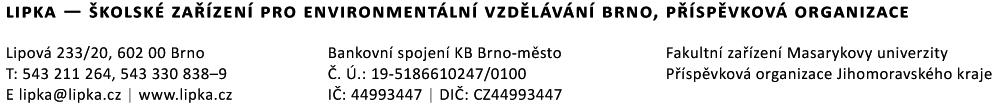 LIPKA — ŠKOLSKÉ ZAŘÍZENÍ PRO ENVIRONMENTÁLNÍ VZDĚLÁVÁNÍ BRNO, PŘÍSPĚVKOVÁ ORGANIZACE
Lipová 233/20, 602 00 Brno
T: 543 211 264, 543 330 838–9
E lipka@lipka.cz | www.lipka.cz
Bankovní spojení KB Brno-město
Č. Ú.: 19-5186610247/0100
IČ: 44993447 | DIČ: CZ44993447
Fakultní zařízení Masarykovy univerzity
Příspěvková organizace Jihomoravského kraje